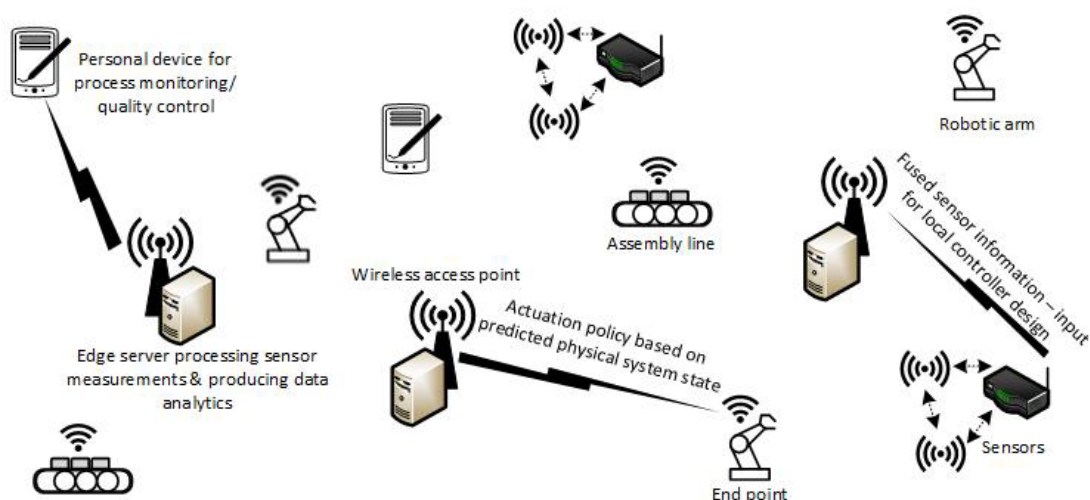 Personal device for
process monitoring/
quality control
Robotic arm
Assembly line
Fused sensor information – input
for local controller design
Wireless access point
Actuation policy based on
predicted physical system state
Edge server processing sensor
measurements & producing data
analytics
Sensors
End point